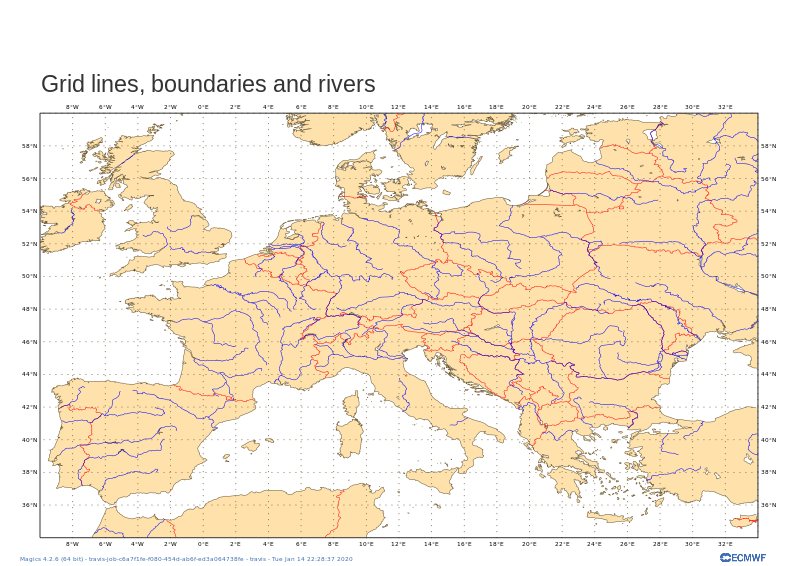 Grid lines, boundaries and rivers
8°W 6°W 4°W 2°W 0°E 2°E 4°E 6°E 8°E 10°E 12°E 14°E 16°E 18°E 20°E 22°E 24°E 26°E 28°E 30°E 32°E
58°N 58°N
56°N 56°N
54°N 54°N
52°N 52°N
50°N 50°N
48°N 48°N
46°N 46°N
44°N 44°N
42°N 42°N
40°N 40°N
38°N 38°N
36°N 36°N
8°W 6°W 4°W 2°W 0°E 2°E 4°E 6°E 8°E 10°E 12°E 14°E 16°E 18°E 20°E 22°E 24°E 26°E 28°E 30°E 32°E
Magics 4.2.6 (64 bit) - travis-job-c6a7f1fe-f080-454d-ab6f-ed3a064738fe - travis - Tue Jan 14 22:28:37 2020
ECMWF